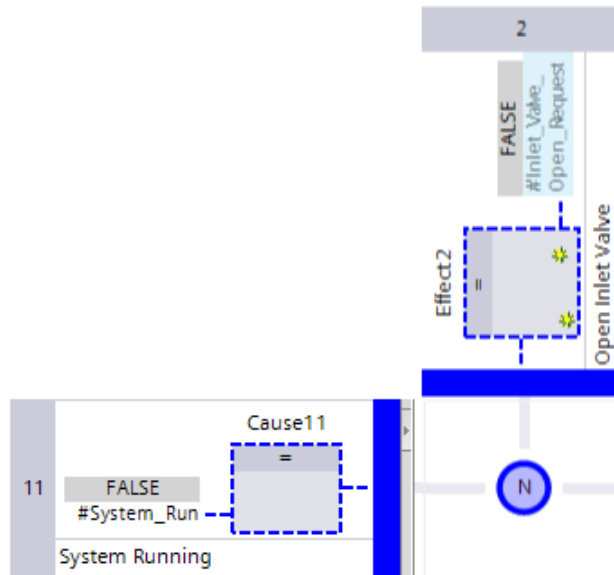 2
FALSE
#Inlet_Valve_
Open_Request
Effect2
=
Open Inlet Valve
11
Cause11
=
FALSE
#System_Run
System Running
N